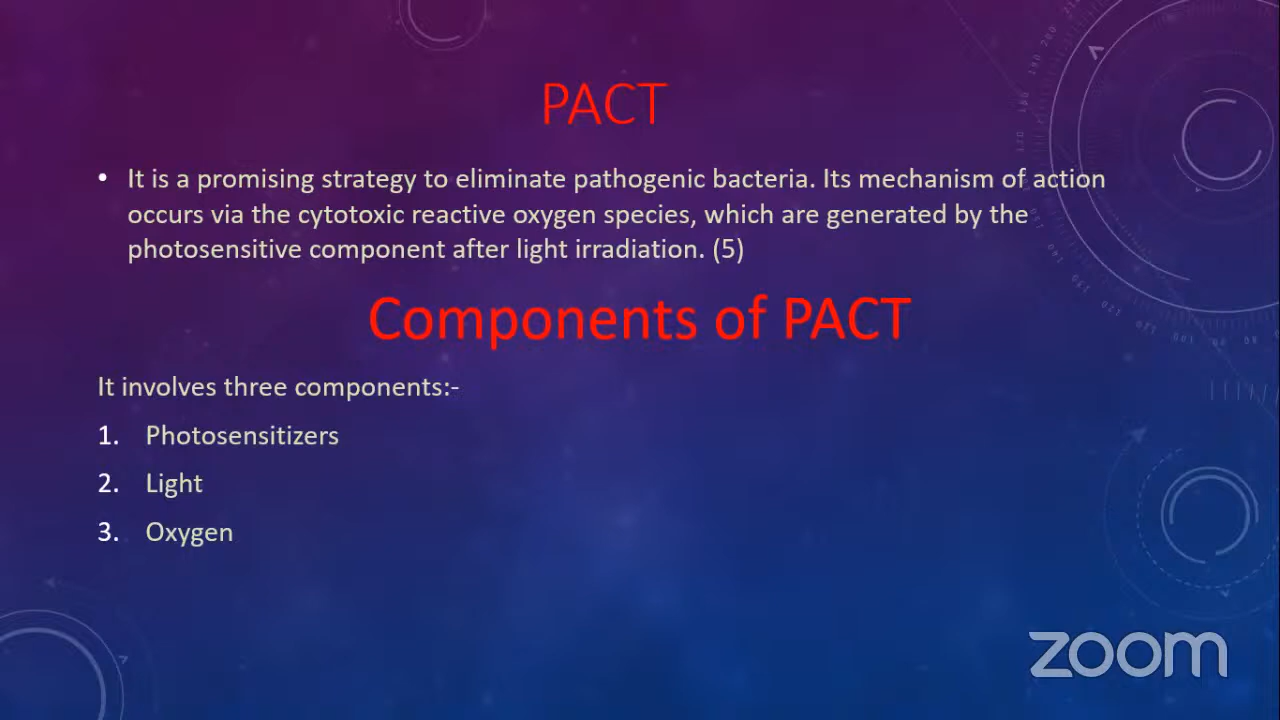 PACT
• It is a promising strategy to eliminate pathogenic bacteria. Its mechanism of action
occurs via the cytotoxic reactive oxygen species, which are generated by the
photosensitive component after light irradiation. (5)
Components of PACT
It involves three components:-
1. Photosensitizers
2. Light
3. Oxygen
zoom